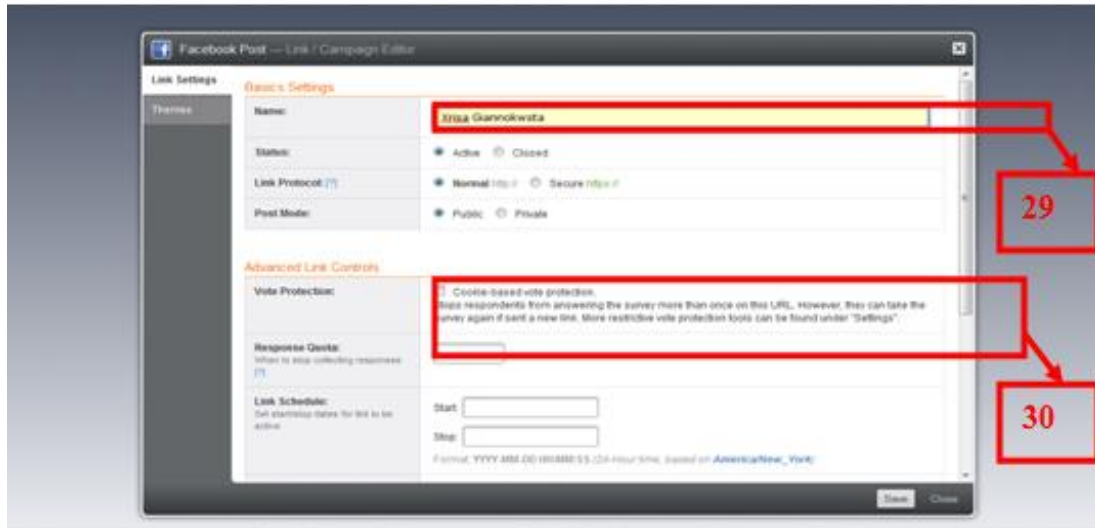 Facebook Post — Link / Campaign Editor
Link Settings
Themes
Basics Settings
Name:
Xrisa Giannokwsta
Status:
Active Closed
Link Protocol: [?]
Normal http:// Secure https://
Post Mode:
Public Private
29
Advanced Link Controls
Vote Protection:
Cookie-based vote protection.
Stops respondents from answering the survey more than once on this URL. However, they can take the
survey again if sent a new link. More restrictive vote protection tools can be found under "Settings".
Response Quota:
When to stop collecting responses
[?]
Link Schedule:
Set start/stop dates for link to be
active
Start:
Stop:
Format: YYYY-MM-DD HH:MM:SS (24-Hour time, based on America/New_York)
30
Save Close